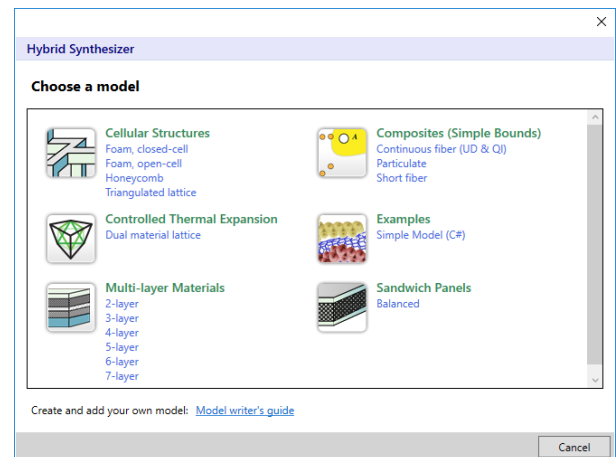 Hybrid Synthesizer
Choose a model
Cellular Structures
Foam, closed-cell
Foam, open-cell
Honeycomb
Triangulated lattice
Composites (Simple Bounds)
Continuous fiber (UD & QI)
Particulate
Short fiber
A
Controlled Thermal Expansion
Dual material lattice
Examples
Simple Model (C#)
Multi-layer Materials
2-layer
3-layer
4-layer
5-layer
6-layer
7-layer
Sandwich Panels
Balanced
Create and add your own model: Model writer's guide
Cancel